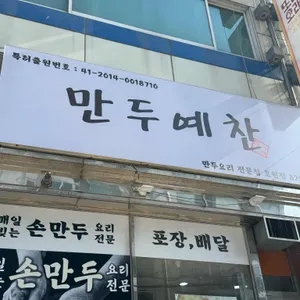 특허출원번호 : 41-2014-0018716
만두예찬
만두요리 전문점
매일 손만두 요리
빚는 전문
포장,배달
손만두 요리
전문